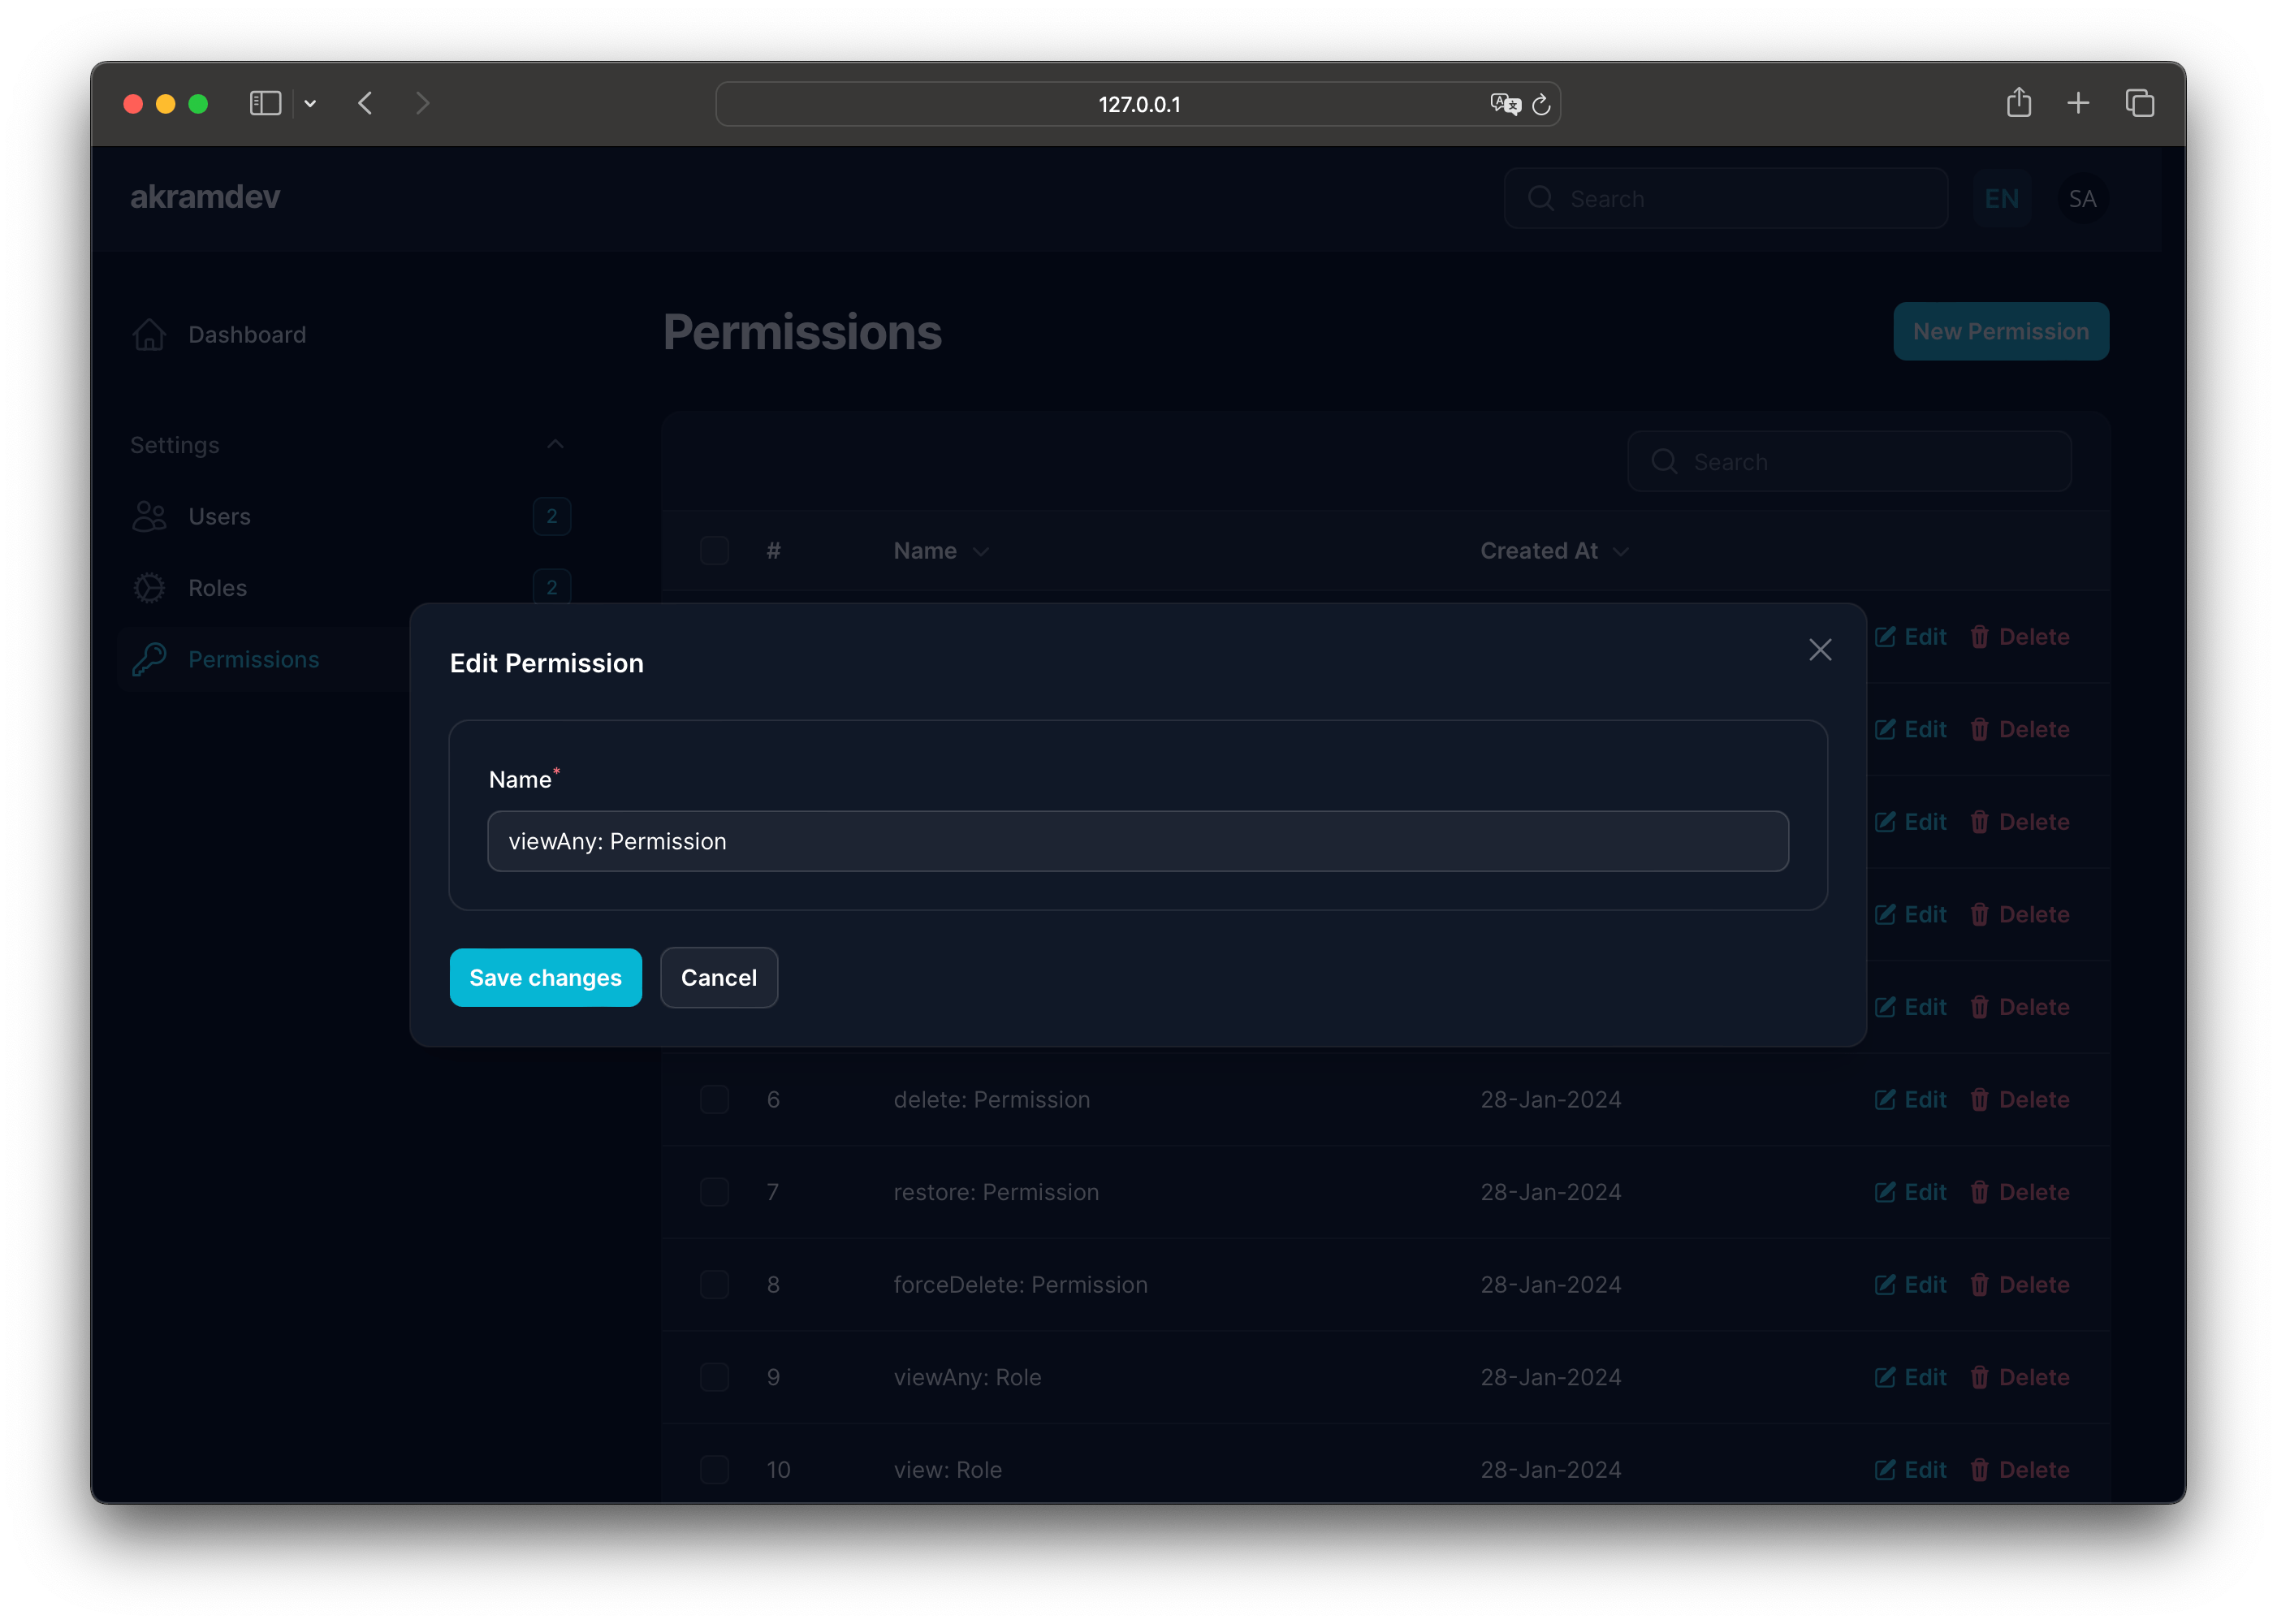 127.0.0.1
akramdev
Search
EN
SA
Dashboard
Permissions
New Permission
Settings
Search
Users 2
# Name Created At
Roles 2
Edit Delete
Permissions
Edit Permission
Edit Delete
Name*
Edit Delete
viewAny: Permission
Edit Delete
Save changes
Cancel
Edit Delete
6 delete: Permission 28-Jan-2024 Edit Delete
7 restore: Permission 28-Jan-2024 Edit Delete
8 forceDelete: Permission 28-Jan-2024 Edit Delete
9 viewAny: Role 28-Jan-2024 Edit Delete
10 view: Role 28-Jan-2024 Edit Delete